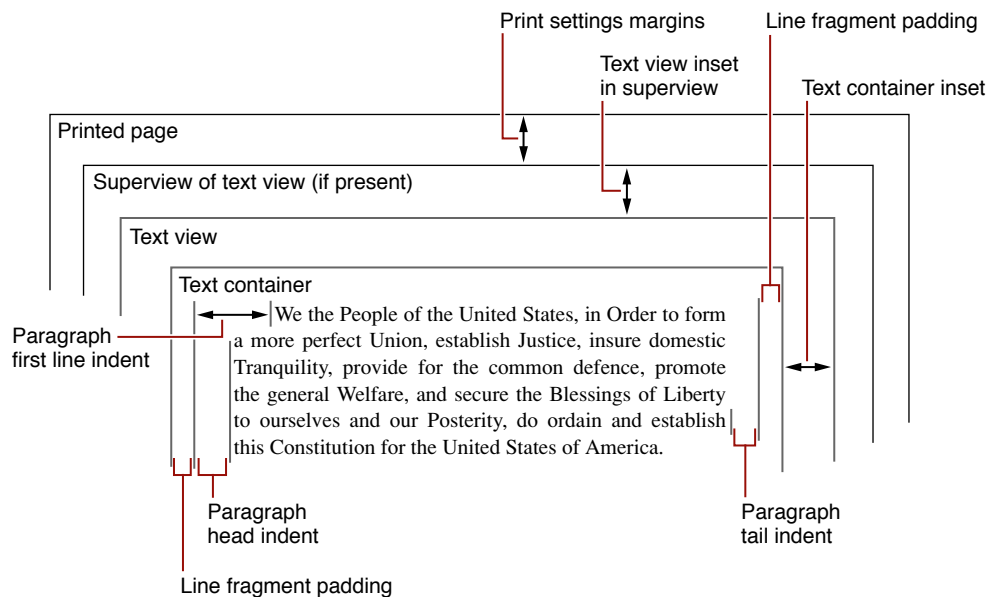 Print settings margins
Line fragment padding
Text view inset
in superview
Text container inset
Printed page
Superview of text view (if present)
Text view
Text container
Paragraph
first line indent
We the People of the United States, in Order to form
a more perfect Union, establish Justice, insure domestic
Tranquility, provide for the common defence, promote
the general Welfare, and secure the Blessings of Liberty
to ourselves and our Posterity, do ordain and establish
this Constitution for the United States of America.
Paragraph
head indent
Paragraph
tail indent
Line fragment padding